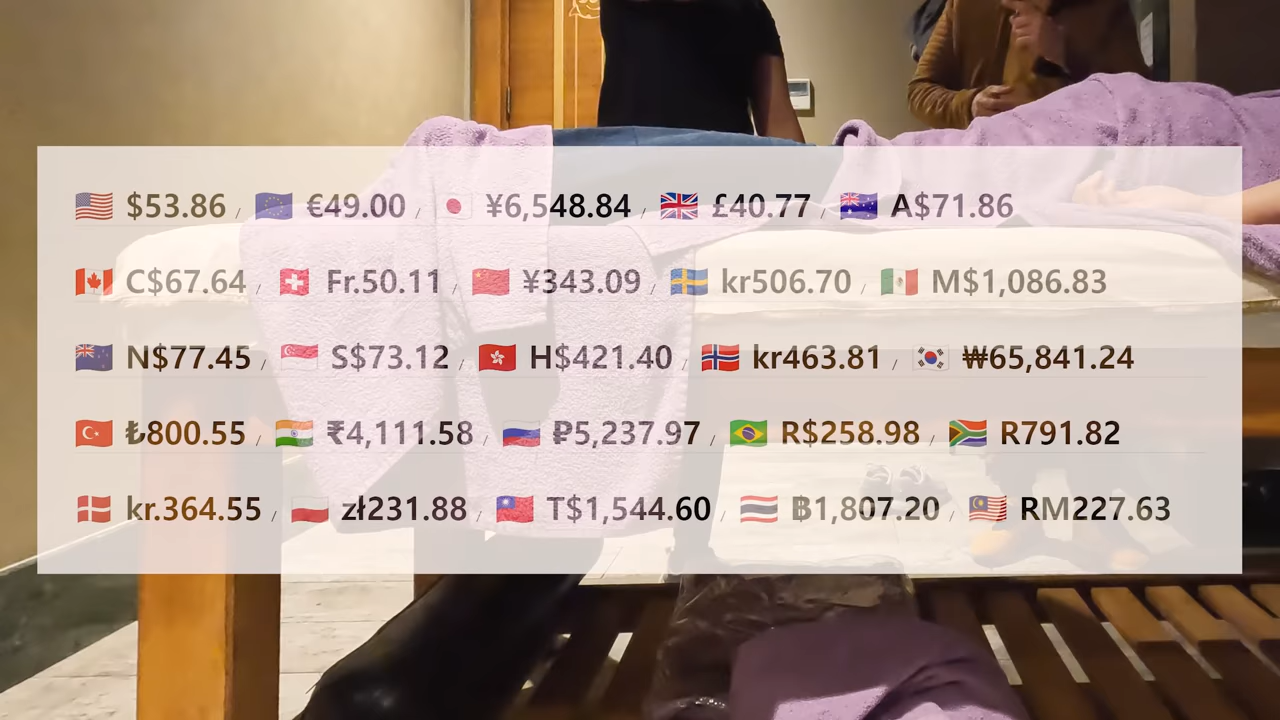 🇺🇸 $53.86 / 🇪🇺 €49.00 / 🇯🇵 ¥6,548.84 / 🇬🇧 £40.77 / 🇦🇺 A$71.86
🇨🇦 C$67.64 / 🇨🇭 Fr.50.11 / 🇨🇳 ¥343.09 / 🇸🇪 kr506.70 / 🇲🇽 M$1,086.83
🇳🇿 N$77.45 / 🇸🇬 S$73.12 / 🇭🇰 H$421.40 / 🇳🇴 kr463.81 / 🇰🇷 ₩65,841.24
🇹🇷 ₺800.55 / 🇮🇳 ₹4,111.58 / 🇷🇺 ₽5,237.97 / 🇧🇷 R$258.98 / 🇿🇦 R791.82
🇩🇰 kr.364.55 / 🇵🇱 zł231.88 / 🇹🇼 T$1,544.60 / 🇹🇭 ฿1,807.20 / 🇲🇾 RM227.63